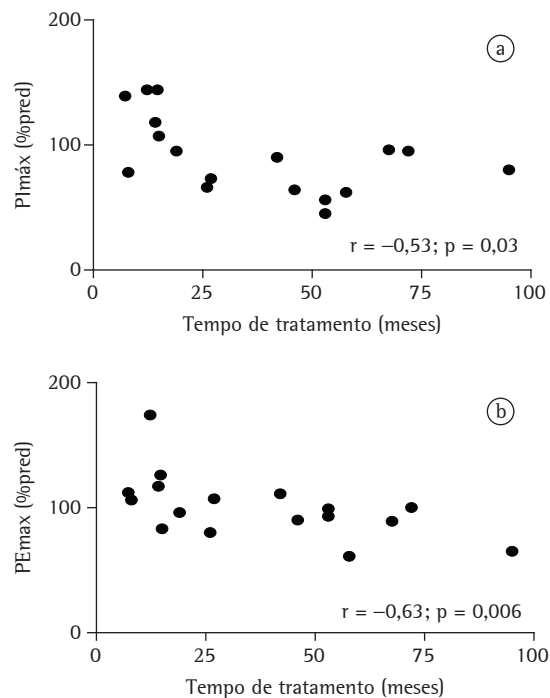 200
a
PImáx (%pred)
100
r = −0,53; p = 0,03
0
0 25 50 75 100
Tempo de tratamento (meses)
200
b
PEmax (%pred)
100
r = −0,63; p = 0,006
0
0 25 50 75 100
Tempo de tratamento (meses)